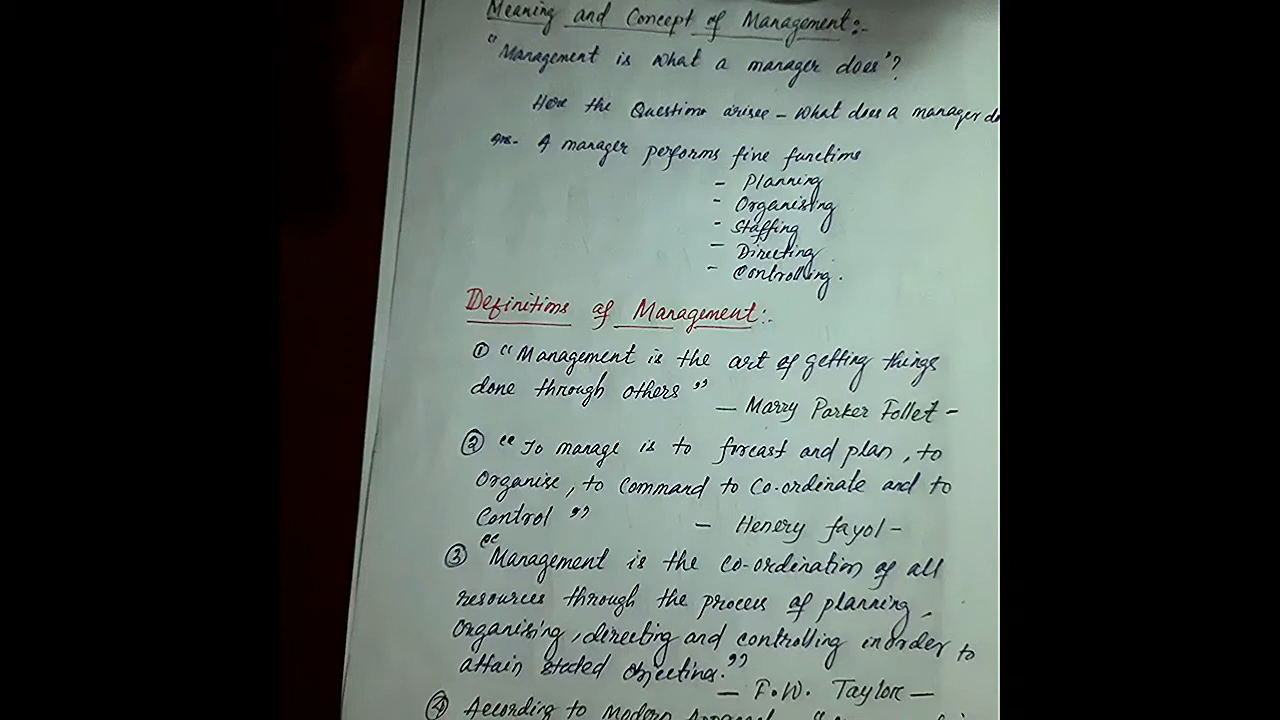 Meaning and Concept of Management:-
"Management is what a manager does"?
Here the Question arise - What does a manager do
Ans- A manager performs five functions
- Planning
- Organising
- Staffing
- Directing
- Controlling.
Definitions of Management:-
① "Management is the art of getting things
done through others"
- Marry Parker Follet -
② "To manage is to forcast and plan, to
Organise, to Command to Co-ordinate and to
Control"
- Henery fayol -
③ "Management is the co-ordination of all
resources through the process of planning,
Organising, directing and controlling inorder to
attain stated objectives."
- F.W. Taylor -
④ According to Modern